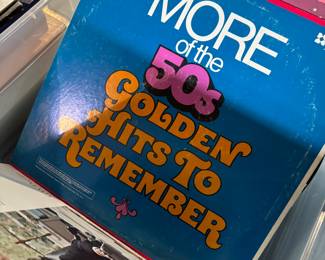 MORE
of the
50s
GOLDEN
HITS TO
REMEMBER